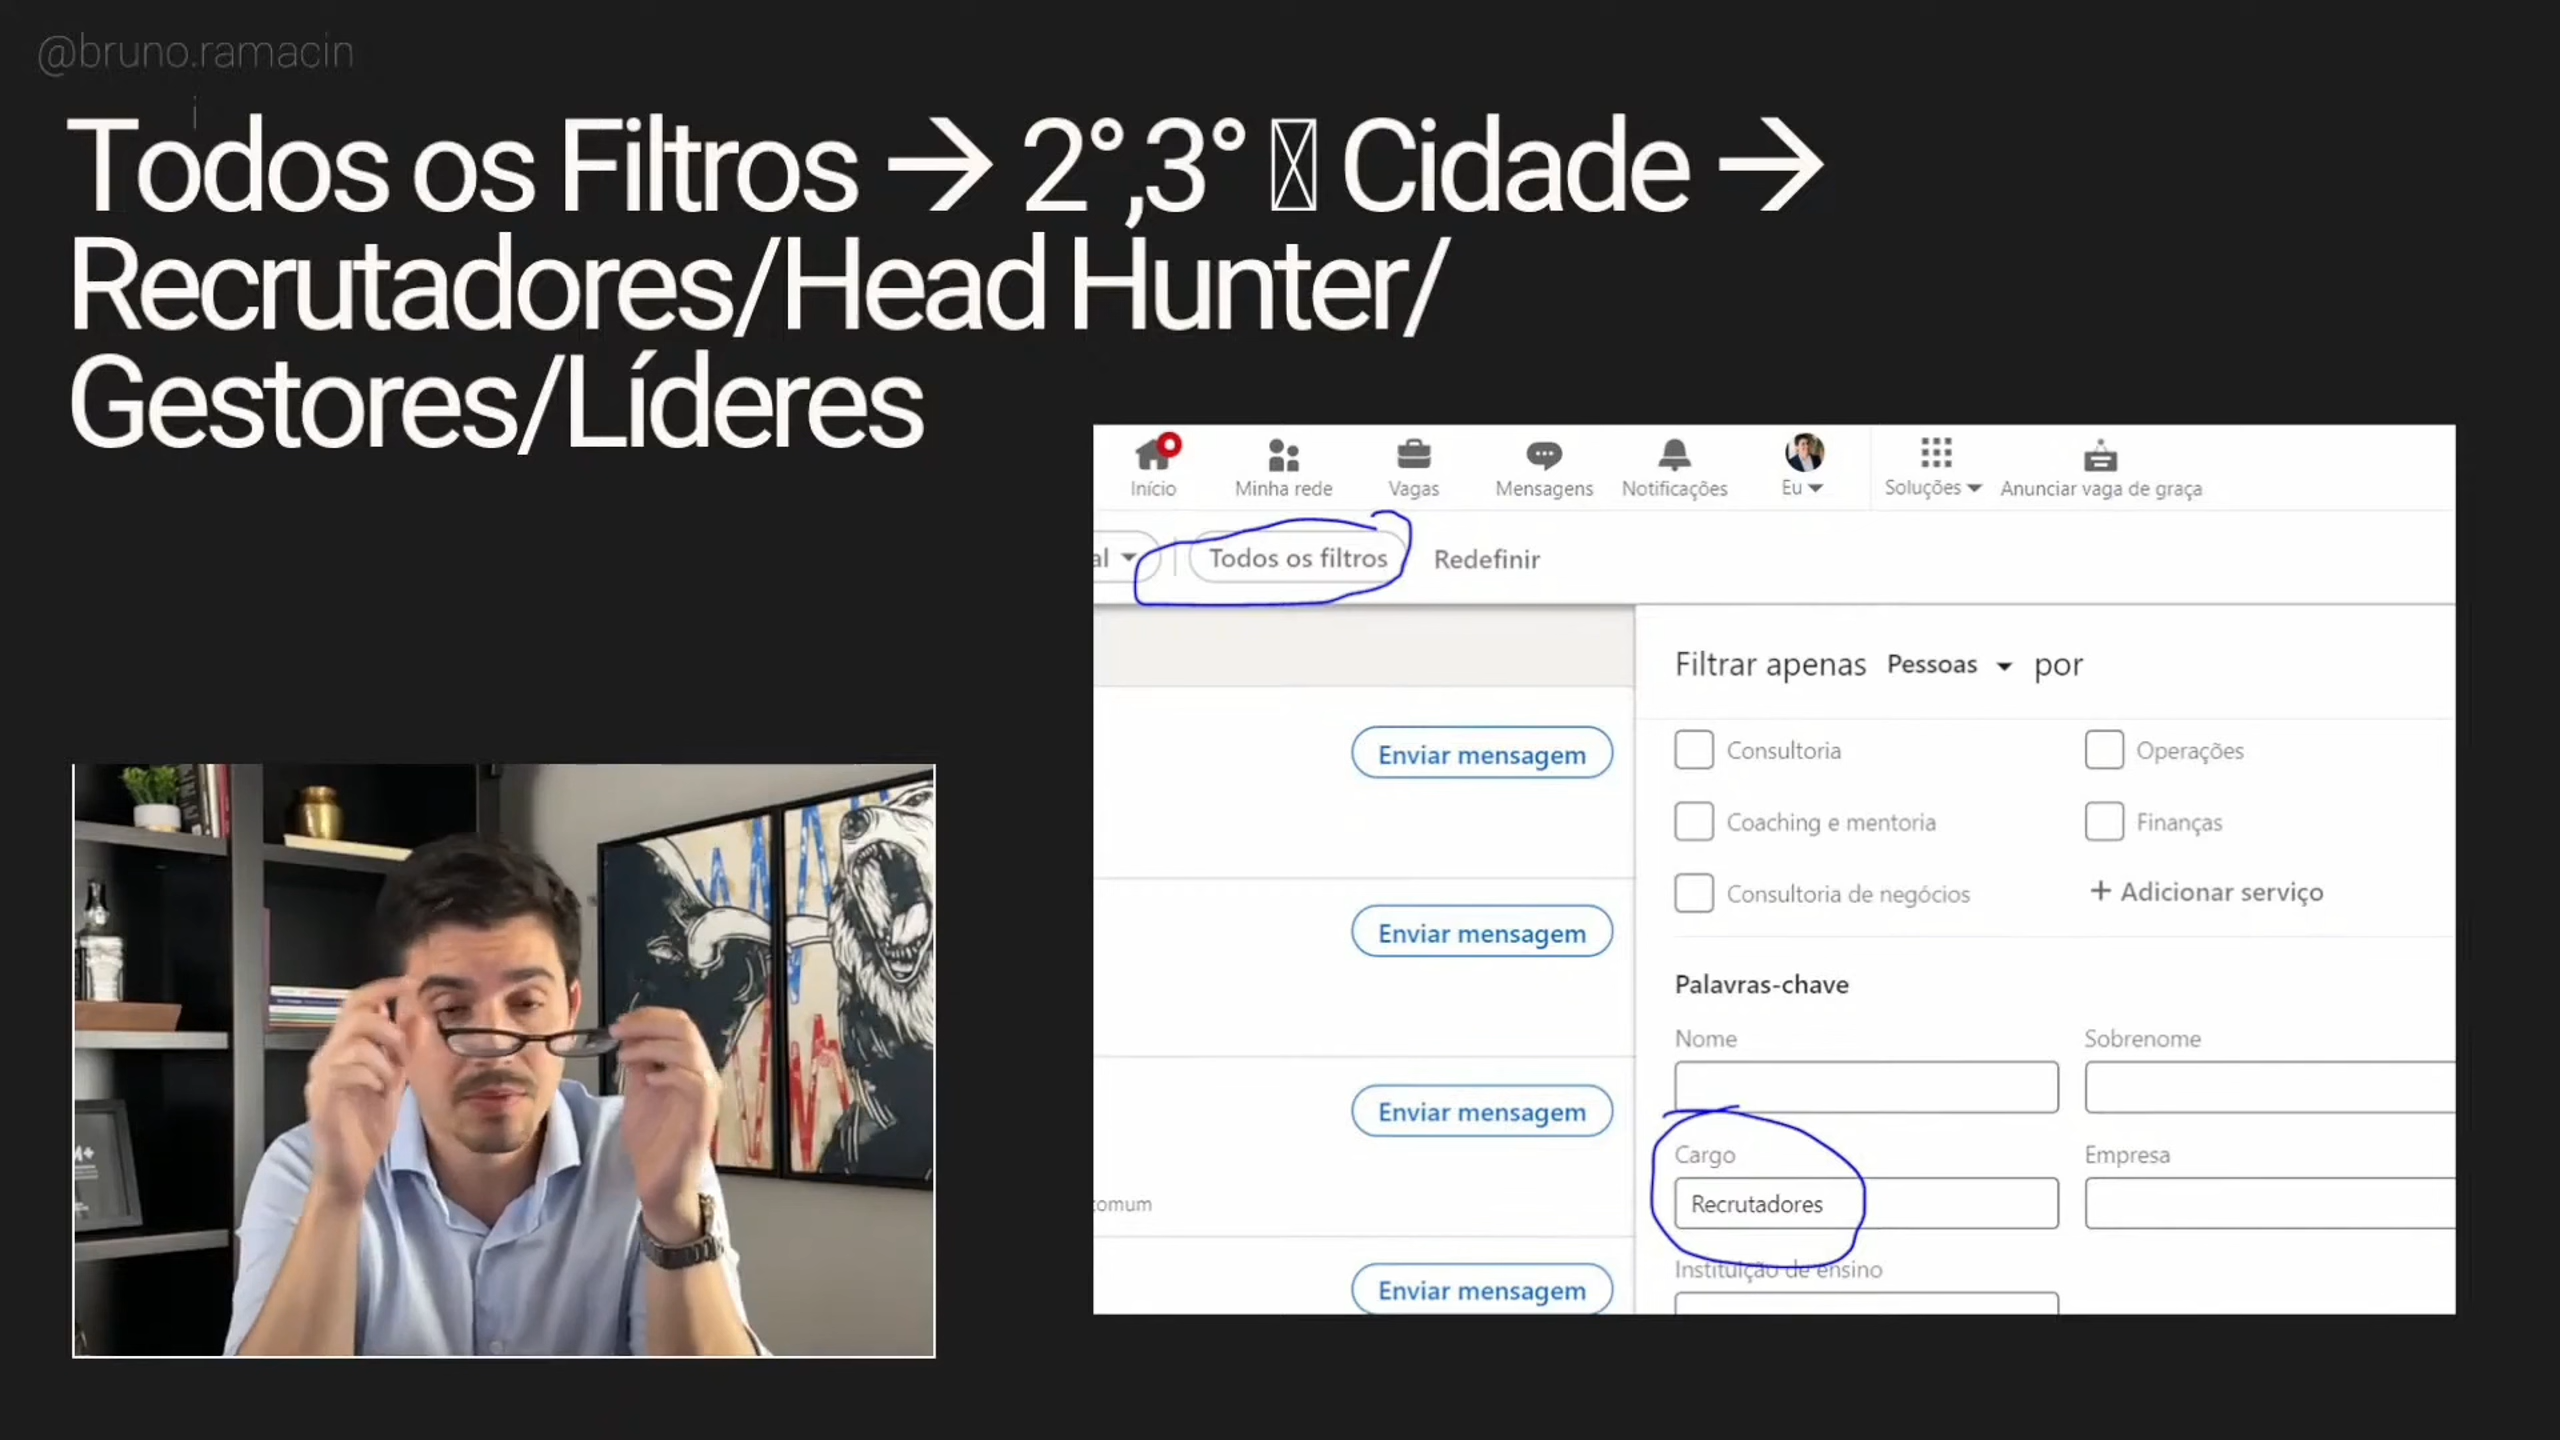 @bruno.ramacin
i
Todos os Filtros → 2°,3° Cidade →
Recrutadores/Head Hunter/
Gestores/Líderes
Início
Minha rede
Vagas
Mensagens
Notificações
Eu
Soluções
Anunciar vaga de graça
al
Todos os filtros
Redefinir
Filtrar apenas Pessoas por
Enviar mensagem
Consultoria
Operações
Coaching e mentoria
Finanças
Enviar mensagem
Consultoria de negócios
+ Adicionar serviço
Palavras-chave
Nome
Sobrenome
Enviar mensagem
Cargo
Empresa
comum
Recrutadores
Instituição de ensino
Enviar mensagem